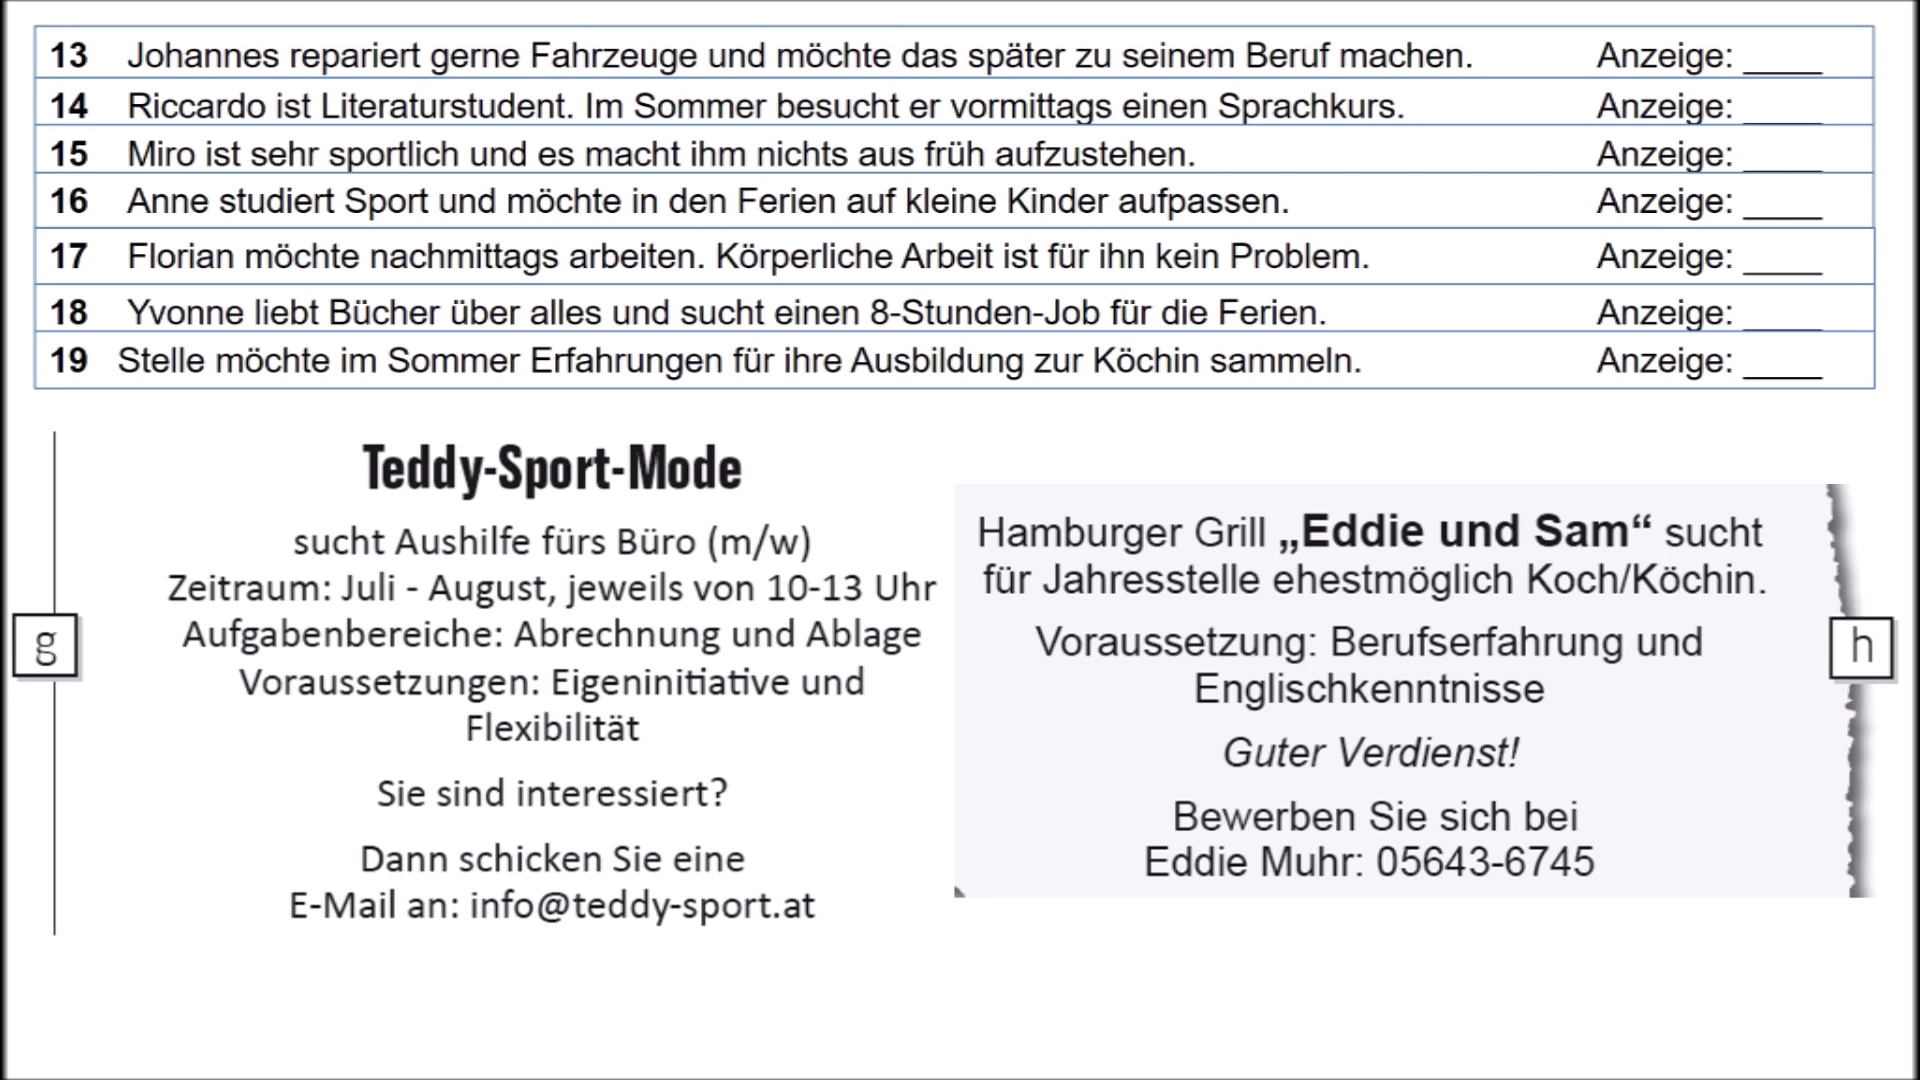 13 Johannes repariert gerne Fahrzeuge und möchte das später zu seinem Beruf machen. Anzeige: ____
14 Riccardo ist Literaturstudent. Im Sommer besucht er vormittags einen Sprachkurs. Anzeige: ____
15 Miro ist sehr sportlich und es macht ihm nichts aus früh aufzustehen. Anzeige: ____
16 Anne studiert Sport und möchte in den Ferien auf kleine Kinder aufpassen. Anzeige: ____
17 Florian möchte nachmittags arbeiten. Körperliche Arbeit ist für ihn kein Problem. Anzeige: ____
18 Yvonne liebt Bücher über alles und sucht einen 8-Stunden-Job für die Ferien. Anzeige: ____
19 Stelle möchte im Sommer Erfahrungen für ihre Ausbildung zur Köchin sammeln. Anzeige: ____
g
Teddy-Sport-Mode
sucht Aushilfe fürs Büro (m/w)
Zeitraum: Juli - August, jeweils von 10-13 Uhr
Aufgabenbereiche: Abrechnung und Ablage
Voraussetzungen: Eigeninitiative und
Flexibilität
Sie sind interessiert?
Dann schicken Sie eine
E-Mail an: info@teddy-sport.at
h
Hamburger Grill „Eddie und Sam“ sucht
für Jahresstelle ehestmöglich Koch/Köchin.
Voraussetzung: Berufserfahrung und
Englischkenntnisse
Guter Verdienst!
Bewerben Sie sich bei
Eddie Muhr: 05643-6745